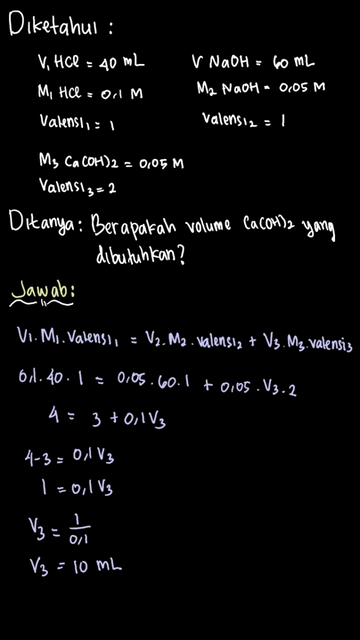 Diketahui :
V₁ HCl = 40 mL V NaOH = 60 mL
M₁ HCl = 0,1 M M₂ NaOH = 0,05 M
Valensi₁ = 1 Valensi₂ = 1
M₃ Ca(OH)₂ = 0,05 M
Valensi₃ = 2
Ditanya : Berapakah volume Ca(OH)₂ yang
dibutuhkan?
Jawab :
V₁ . M₁ . Valensi₁ = V₂ . M₂ . valensi₂ + V₃ . M₃ . valensi₃
0,1 . 40 . 1 = 0,05 . 60 . 1 + 0,05 . V₃ . 2
4 = 3 + 0,1 V₃
4 - 3 = 0,1 V₃
1 = 0,1 V₃
V₃ = 1/0,1
V₃ = 10 mL